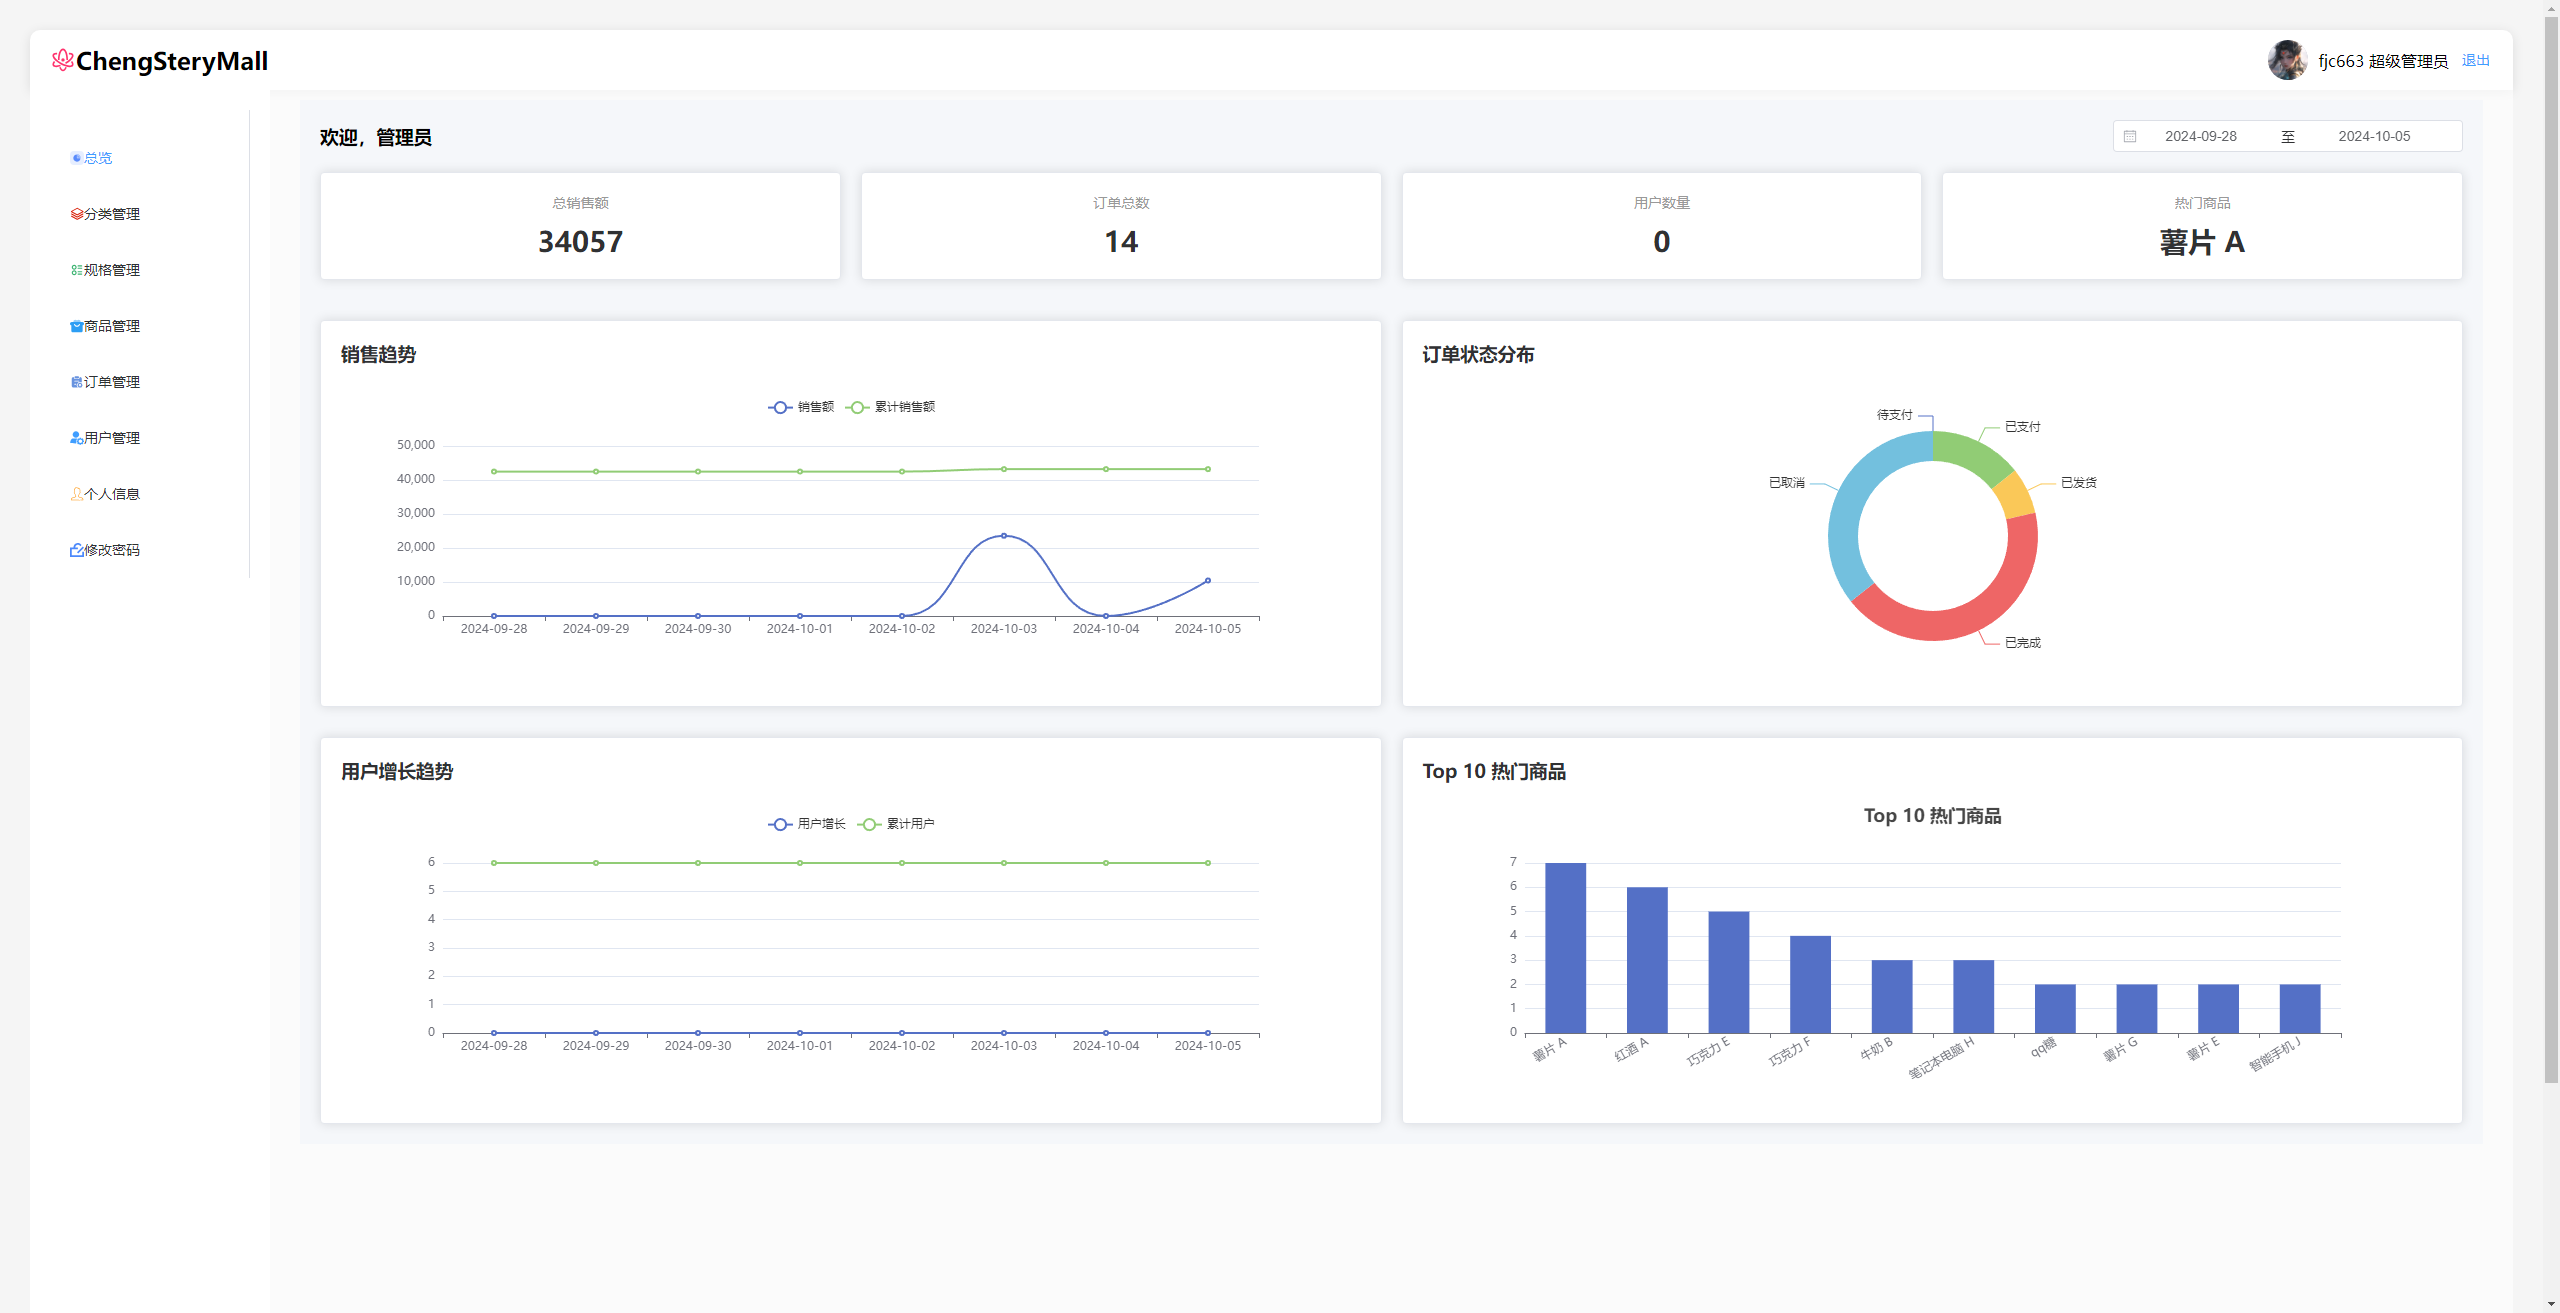 ChengSteryMall
fjc663 超级管理员 退出
总览
分类管理
规格管理
商品管理
订单管理
用户管理
个人信息
修改密码
欢迎，管理员
2024-09-28 至 2024-10-05
总销售额
34057
订单总数
14
用户数量
0
热门商品
薯片 A
销售趋势
销售额 累计销售额
50,000
40,000
30,000
20,000
10,000
0
2024-09-28 2024-09-29 2024-09-30 2024-10-01 2024-10-02 2024-10-03 2024-10-04 2024-10-05
订单状态分布
待支付
已支付
已取消
已发货
已完成
用户增长趋势
用户增长 累计用户
6
5
4
3
2
1
0
2024-09-28 2024-09-29 2024-09-30 2024-10-01 2024-10-02 2024-10-03 2024-10-04 2024-10-05
Top 10 热门商品
Top 10 热门商品
7
6
5
4
3
2
1
0
薯片 A 红酒 A 巧克力 E 巧克力 F 牛奶 B 笔记本电脑 H qq糖 薯片 G 薯片 E 智能手机 J